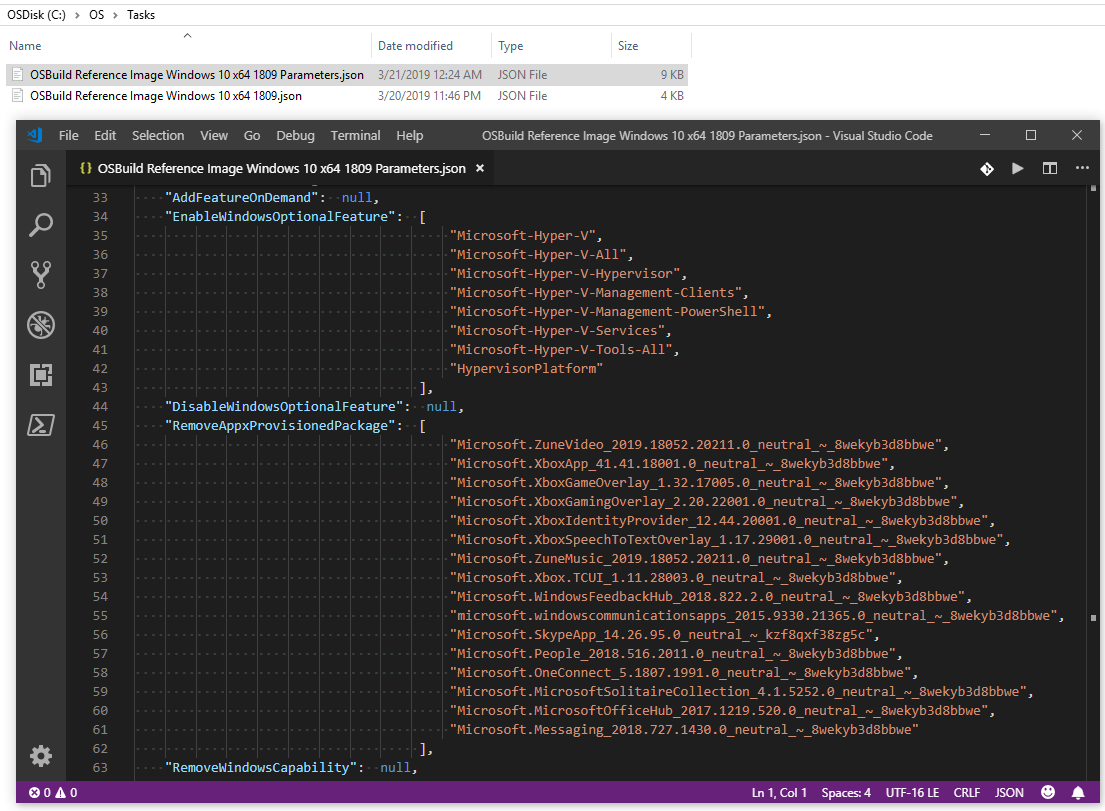 OSDisk (C:) > OS > Tasks
Name Date modified Type Size
OSBuild Reference Image Windows 10 x64 1809 Parameters.json 3/21/2019 12:24 AM JSON File 9 KB
OSBuild Reference Image Windows 10 x64 1809.json 3/20/2019 11:46 PM JSON File 4 KB
File Edit Selection View Go Debug Terminal Help OSBuild Reference Image Windows 10 x64 1809 Parameters.json - Visual Studio Code
{} OSBuild Reference Image Windows 10 x64 1809 Parameters.json ×
33 "AddFeatureOnDemand": null,
34 "EnableWindowsOptionalFeature": [
35 "Microsoft-Hyper-V",
36 "Microsoft-Hyper-V-All",
37 "Microsoft-Hyper-V-Hypervisor",
38 "Microsoft-Hyper-V-Management-Clients",
39 "Microsoft-Hyper-V-Management-PowerShell",
40 "Microsoft-Hyper-V-Services",
41 "Microsoft-Hyper-V-Tools-All",
42 "HypervisorPlatform"
43 ],
44 "DisableWindowsOptionalFeature": null,
45 "RemoveAppxProvisionedPackage": [
46 "Microsoft.ZuneVideo_2019.18052.20211.0_neutral_~_8wekyb3d8bbwe",
47 "Microsoft.XboxApp_41.41.18001.0_neutral_~_8wekyb3d8bbwe",
48 "Microsoft.XboxGameOverlay_1.32.17005.0_neutral_~_8wekyb3d8bbwe",
49 "Microsoft.XboxGamingOverlay_2.20.22001.0_neutral_~_8wekyb3d8bbwe",
50 "Microsoft.XboxIdentityProvider_12.44.20001.0_neutral_~_8wekyb3d8bbwe",
51 "Microsoft.XboxSpeechToTextOverlay_1.17.29001.0_neutral_~_8wekyb3d8bbwe",
52 "Microsoft.ZuneMusic_2019.18052.20211.0_neutral_~_8wekyb3d8bbwe",
53 "Microsoft.Xbox.TCUI_1.11.28003.0_neutral_~_8wekyb3d8bbwe",
54 "Microsoft.WindowsFeedbackHub_2018.822.2.0_neutral_~_8wekyb3d8bbwe",
55 "microsoft.windowscommunicationsapps_2015.9330.21365.0_neutral_~_8wekyb3d8bbwe",
56 "Microsoft.SkypeApp_14.26.95.0_neutral_~_kzf8qxf38zg5c",
57 "Microsoft.People_2018.516.2011.0_neutral_~_8wekyb3d8bbwe",
58 "Microsoft.OneConnect_5.1807.1991.0_neutral_~_8wekyb3d8bbwe",
59 "Microsoft.MicrosoftSolitaireCollection_4.1.5252.0_neutral_~_8wekyb3d8bbwe",
60 "Microsoft.MicrosoftOfficeHub_2017.1219.520.0_neutral_~_8wekyb3d8bbwe",
61 "Microsoft.Messaging_2018.727.1430.0_neutral_~_8wekyb3d8bbwe"
62 ],
63 "RemoveWindowsCapability": null,
0 0 Ln 1, Col 1 Spaces: 4 UTF-16 LE CRLF JSON